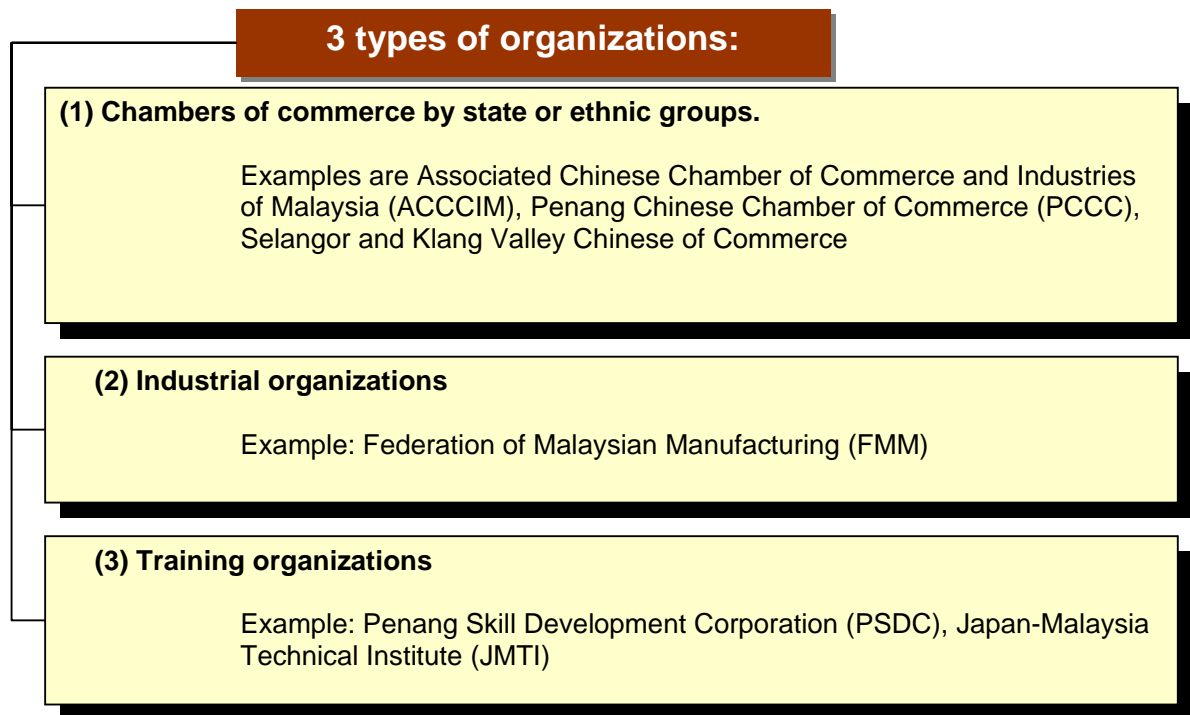 3 types of organizations:
(1) Chambers of commerce by state or ethnic groups.
Examples are Associated Chinese Chamber of Commerce and Industries
of Malaysia (ACCCIM), Penang Chinese Chamber of Commerce (PCCC),
Selangor and Klang Valley Chinese of Commerce
(2) Industrial organizations
Example: Federation of Malaysian Manufacturing (FMM)
(3) Training organizations
Example: Penang Skill Development Corporation (PSDC), Japan-Malaysia
Technical Institute (JMTI)